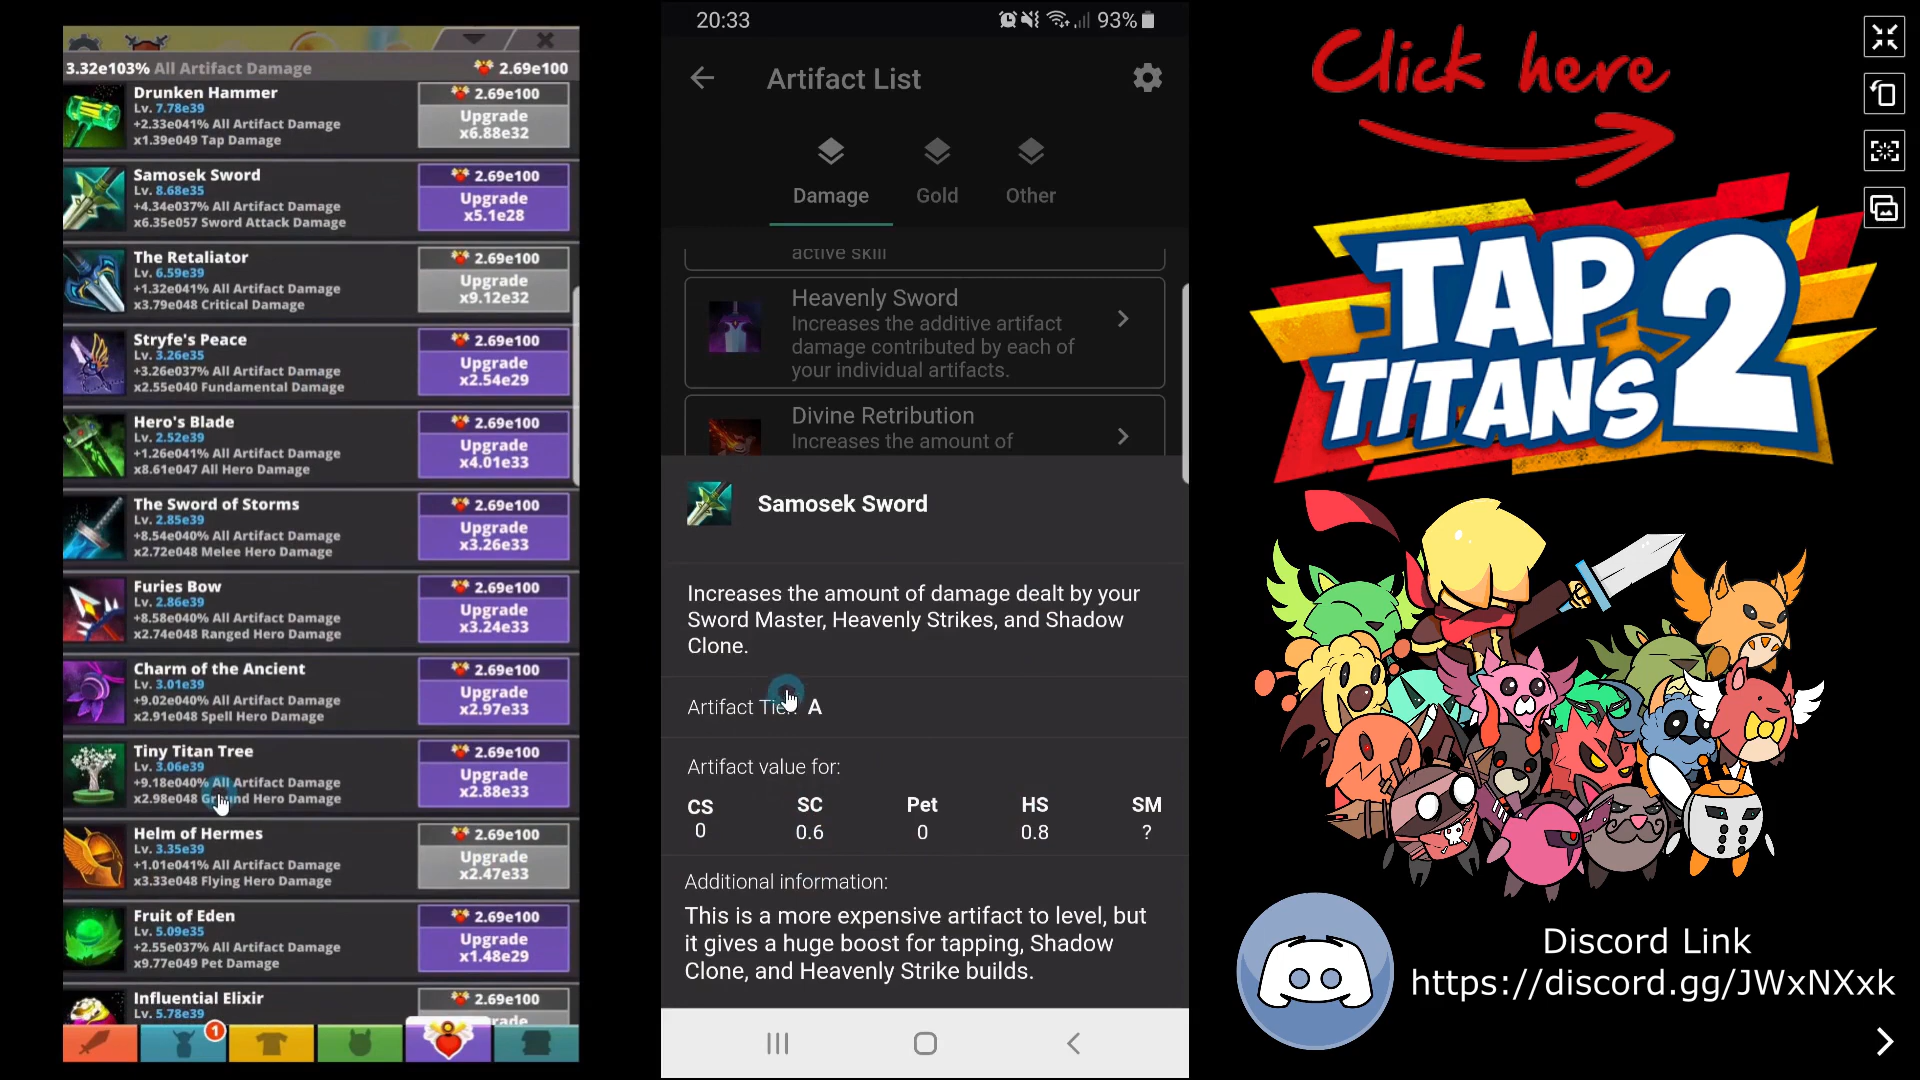 3.32e103% All Artifact Damage
2.69e100
Drunken Hammer
Lv. 7.78e39
+2.33e041% All Artifact Damage
x1.39e049 Tap Damage
2.69e100
Upgrade
x6.88e32
Samosek Sword
Lv. 8.68e35
+4.34e037% All Artifact Damage
x6.35e057 Sword Attack Damage
2.69e100
Upgrade
x5.1e28
The Retaliator
Lv. 6.59e39
+1.32e041% All Artifact Damage
x3.79e048 Critical Damage
2.69e100
Upgrade
x9.12e32
Stryfe's Peace
Lv. 3.26e35
+3.26e037% All Artifact Damage
x2.55e040 Fundamental Damage
2.69e100
Upgrade
x2.54e29
Hero's Blade
Lv. 2.52e39
+1.26e041% All Artifact Damage
x8.61e047 All Hero Damage
2.69e100
Upgrade
x4.01e33
The Sword of Storms
Lv. 2.85e39
+8.54e040% All Artifact Damage
x2.72e048 Melee Hero Damage
2.69e100
Upgrade
x3.26e33
Furies Bow
Lv. 2.86e39
+8.58e040% All Artifact Damage
x2.74e048 Ranged Hero Damage
2.69e100
Upgrade
x3.24e33
Charm of the Ancient
Lv. 3.01e39
+9.02e040% All Artifact Damage
x2.91e048 Spell Hero Damage
2.69e100
Upgrade
x2.97e33
Tiny Titan Tree
Lv. 3.06e39
+9.18e040% All Artifact Damage
x2.98e048 Ground Hero Damage
2.69e100
Upgrade
x2.88e33
Helm of Hermes
Lv. 3.35e39
+1.01e041% All Artifact Damage
x3.33e048 Flying Hero Damage
2.69e100
Upgrade
x2.47e33
Fruit of Eden
Lv. 5.09e35
+2.55e037% All Artifact Damage
x9.77e049 Pet Damage
2.69e100
Upgrade
x1.48e29
Influential Elixir
Lv. 5.78e39
2.69e100
1
20:33
93%
Artifact List
Damage
Gold
Other
active skill
Heavenly Sword
Increases the additive artifact
damage contributed by each of
your individual artifacts.
Divine Retribution
Increases the amount of
Samosek Sword
Increases the amount of damage dealt by your
Sword Master, Heavenly Strikes, and Shadow
Clone.
Artifact Tier: A
Artifact value for:
CS SC Pet HS SM
0 0.6 0 0.8 ?
Additional information:
This is a more expensive artifact to level, but
it gives a huge boost for tapping, Shadow
Clone, and Heavenly Strike builds.
Click here
TAP
TITANS 2
Discord Link
https://discord.gg/JWxNXxk